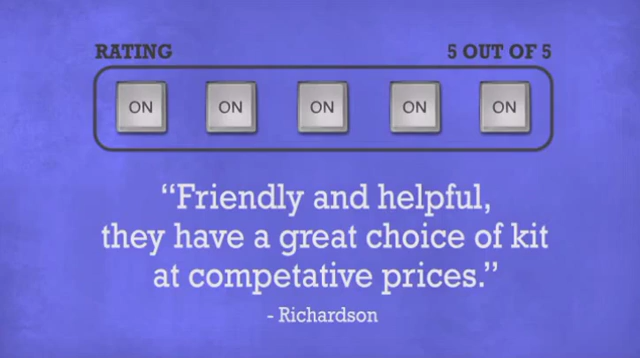 RATING 5 OUT OF 5
ON ON ON ON ON
“Friendly and helpful,
they have a great choice of kit
at competative prices.”
- Richardson